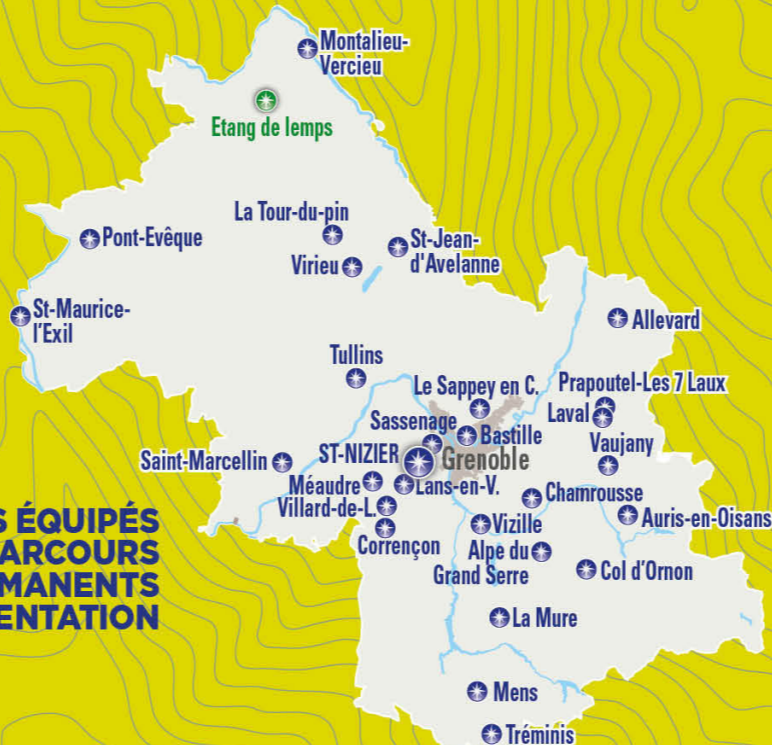 Montalieu-
Vercieu
Etang de lemps
La Tour-du-pin
Pont-Evêque
St-Jean-
d'Avelanne
Virieu
St-Maurice-
l'Exil
Allevard
Tullins
Le Sappey en C.
Prapoutel-Les 7 Laux
Laval
Sassenage
Bastille
Vaujany
Saint-Marcellin
ST-NIZIER
Grenoble
Méaudre
Lans-en-V.
Chamrousse
Villard-de-L.
Auris-en-Oisans
Vizille
Corrençon
Alpe du
Grand Serre
Col d'Ornon
S ÉQUIPÉS
ARCOURS
MANENTS
ENTATION
La Mure
Mens
Tréminis